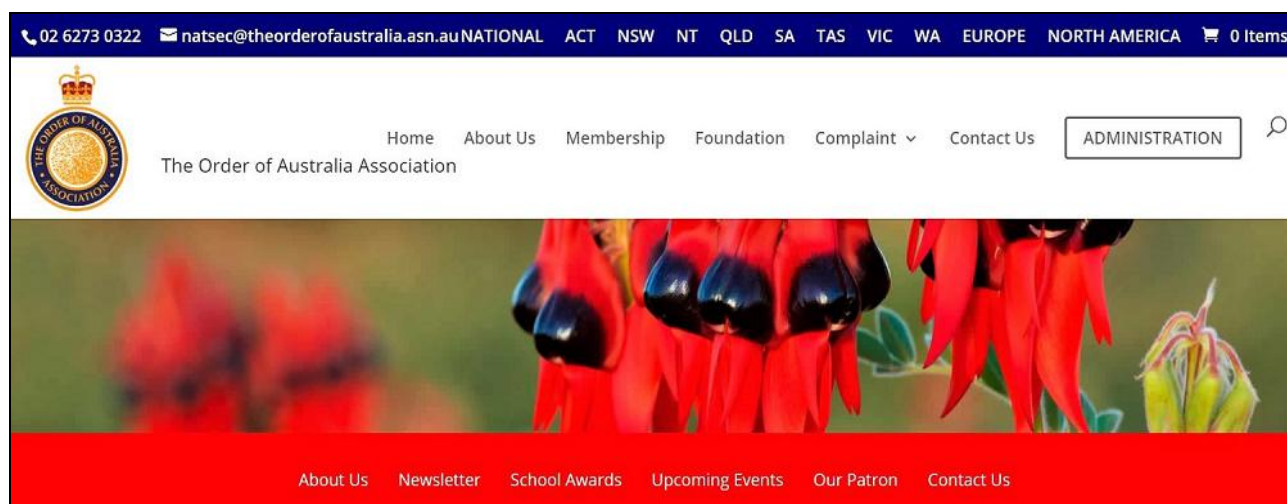 02 6273 0322 natsec@theorderofaustralia.asn.au NATIONAL ACT NSW NT QLD SA TAS VIC WA EUROPE NORTH AMERICA 0 Items
THE ORDER OF AUSTRALIA
ASSOCIATION
Home About Us Membership Foundation Complaint Contact Us ADMINISTRATION
The Order of Australia Association
About Us Newsletter School Awards Upcoming Events Our Patron Contact Us